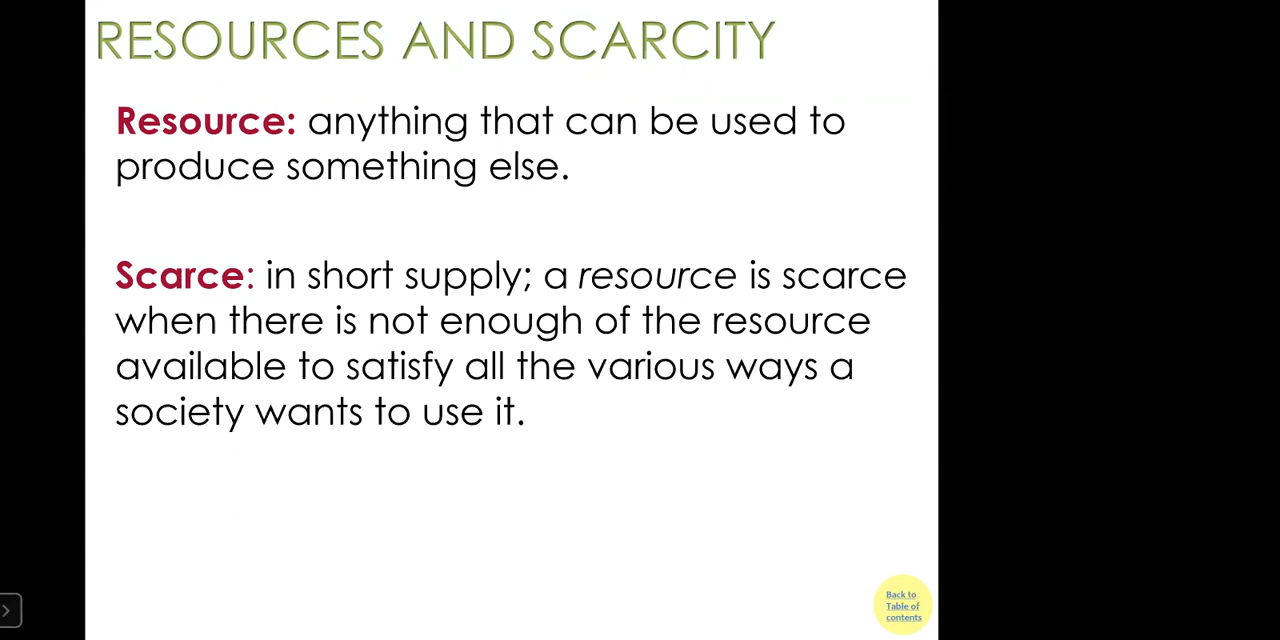 RESOURCES AND SCARCITY
Resource: anything that can be used to
produce something else.
Scarce: in short supply; a resource is scarce
when there is not enough of the resource
available to satisfy all the various ways a
society wants to use it.
Back to
Table of
contents